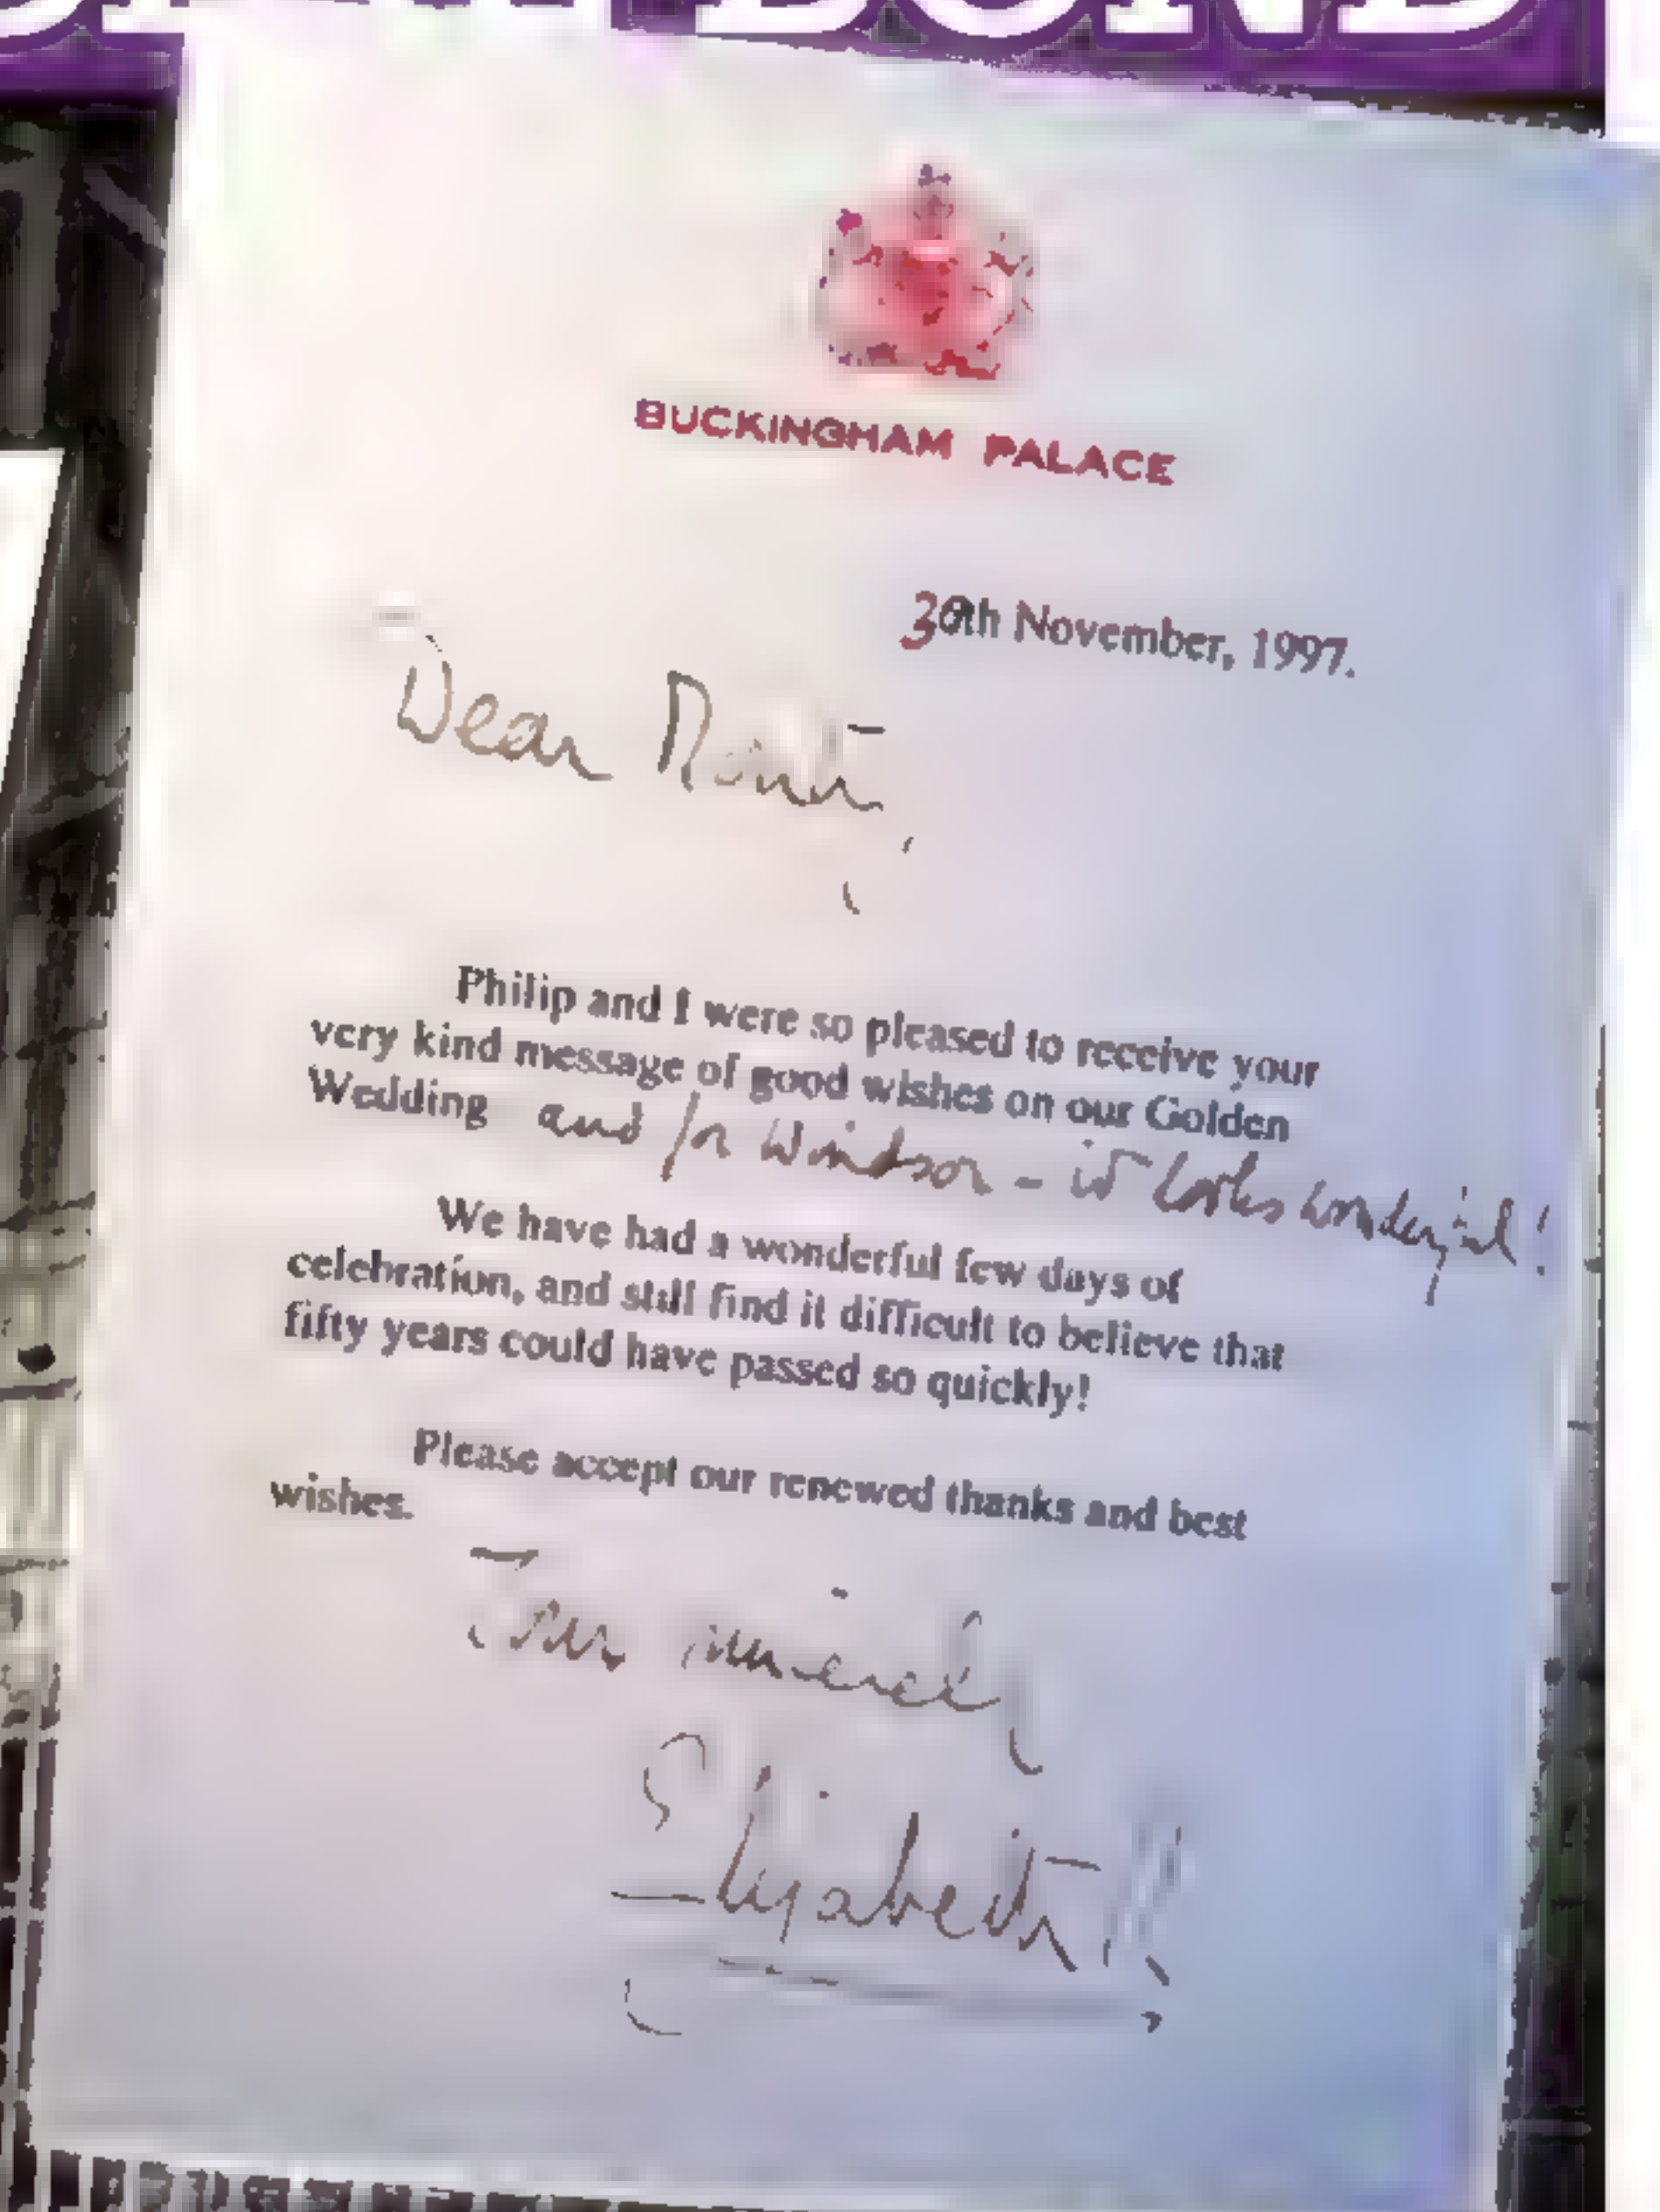 BOND
BUCKINGHAM PALACE
30th November, 1997.
Dear
Philip and I were so pleased to receive your
very kind message of good wishes on our Golden
Wedding and for Windsor - it looks wonderful!
We have had a wonderful few days of
celebration, and still find it difficult to believe that
fifty years could have passed so quickly!
Please accept our renewed thanks and best
wishes.
Your sincerely
Elizabeth R